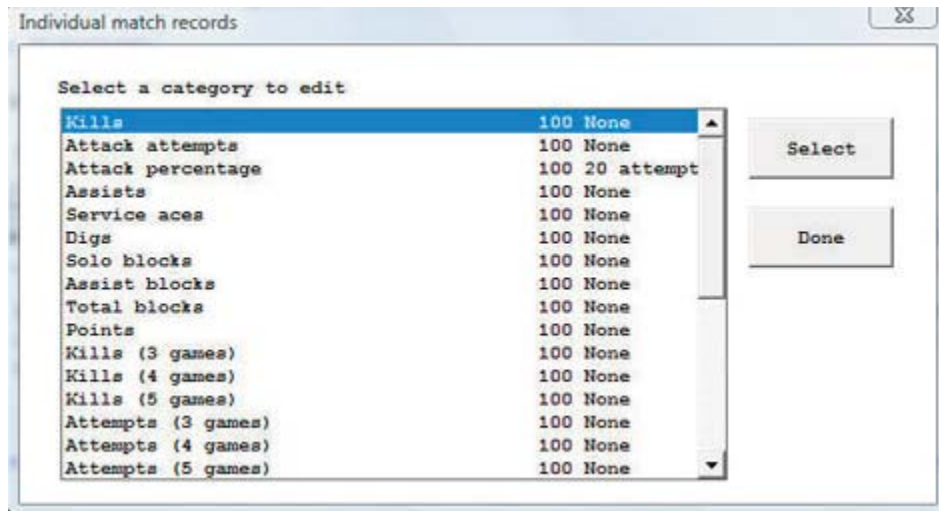 Individual match records
Select a category to edit
Kills 100 None
Attack attempts 100 None
Attack percentage 100 20 attempt
Assists 100 None
Service aces 100 None
Digs 100 None
Solo blocks 100 None
Assist blocks 100 None
Total blocks 100 None
Points 100 None
Kills (3 games) 100 None
Kills (4 games) 100 None
Kills (5 games) 100 None
Attempts (3 games) 100 None
Attempts (4 games) 100 None
Attempts (5 games) 100 None
Select
Done